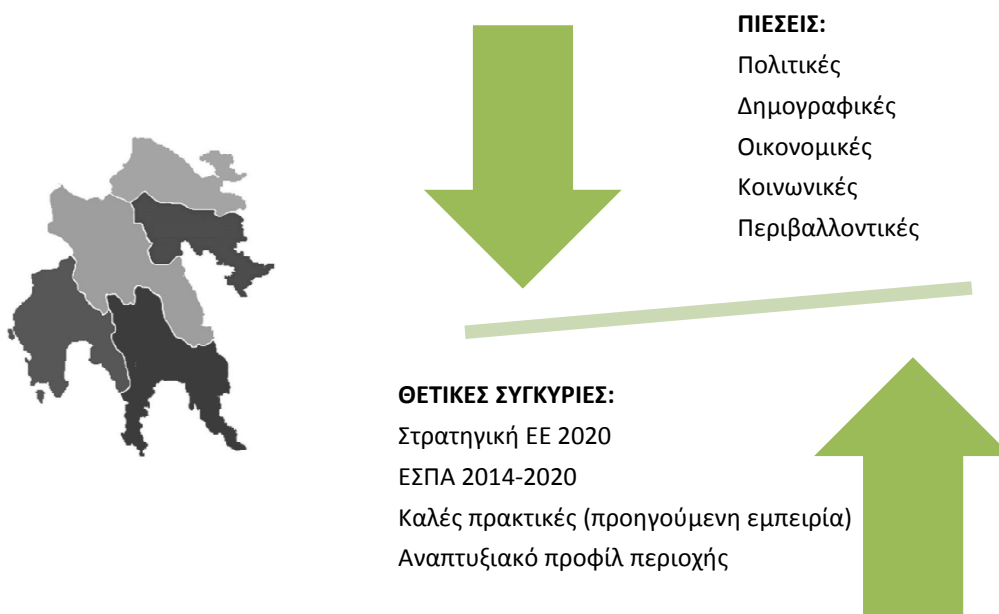 ΠΙΕΣΕΙΣ:
Πολιτικές
Δημογραφικές
Οικονομικές
Κοινωνικές
Περιβαλλοντικές
ΘΕΤΙΚΕΣ ΣΥΓΚΥΡΙΕΣ:
Στρατηγική ΕΕ 2020
ΕΣΠΑ 2014-2020
Καλές πρακτικές (προηγούμενη εμπειρία)
Αναπτυξιακό προφίλ περιοχής